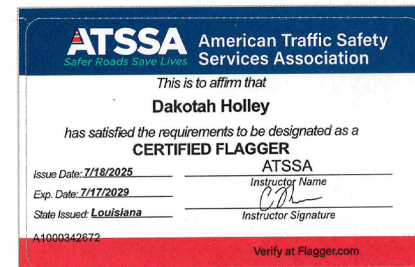 ATSSA
Safer Roads Save Lives
American Traffic Safety
Services Association
This is to affirm that
Dakotah Holley
has satisfied the requirements to be designated as a
CERTIFIED FLAGGER
Issue Date: 7/18/2025
ATSSA
Instructor Name
Exp. Date: 7/17/2029
State Issued: Louisiana
Instructor Signature
A1000342672
Verify at Flagger.com